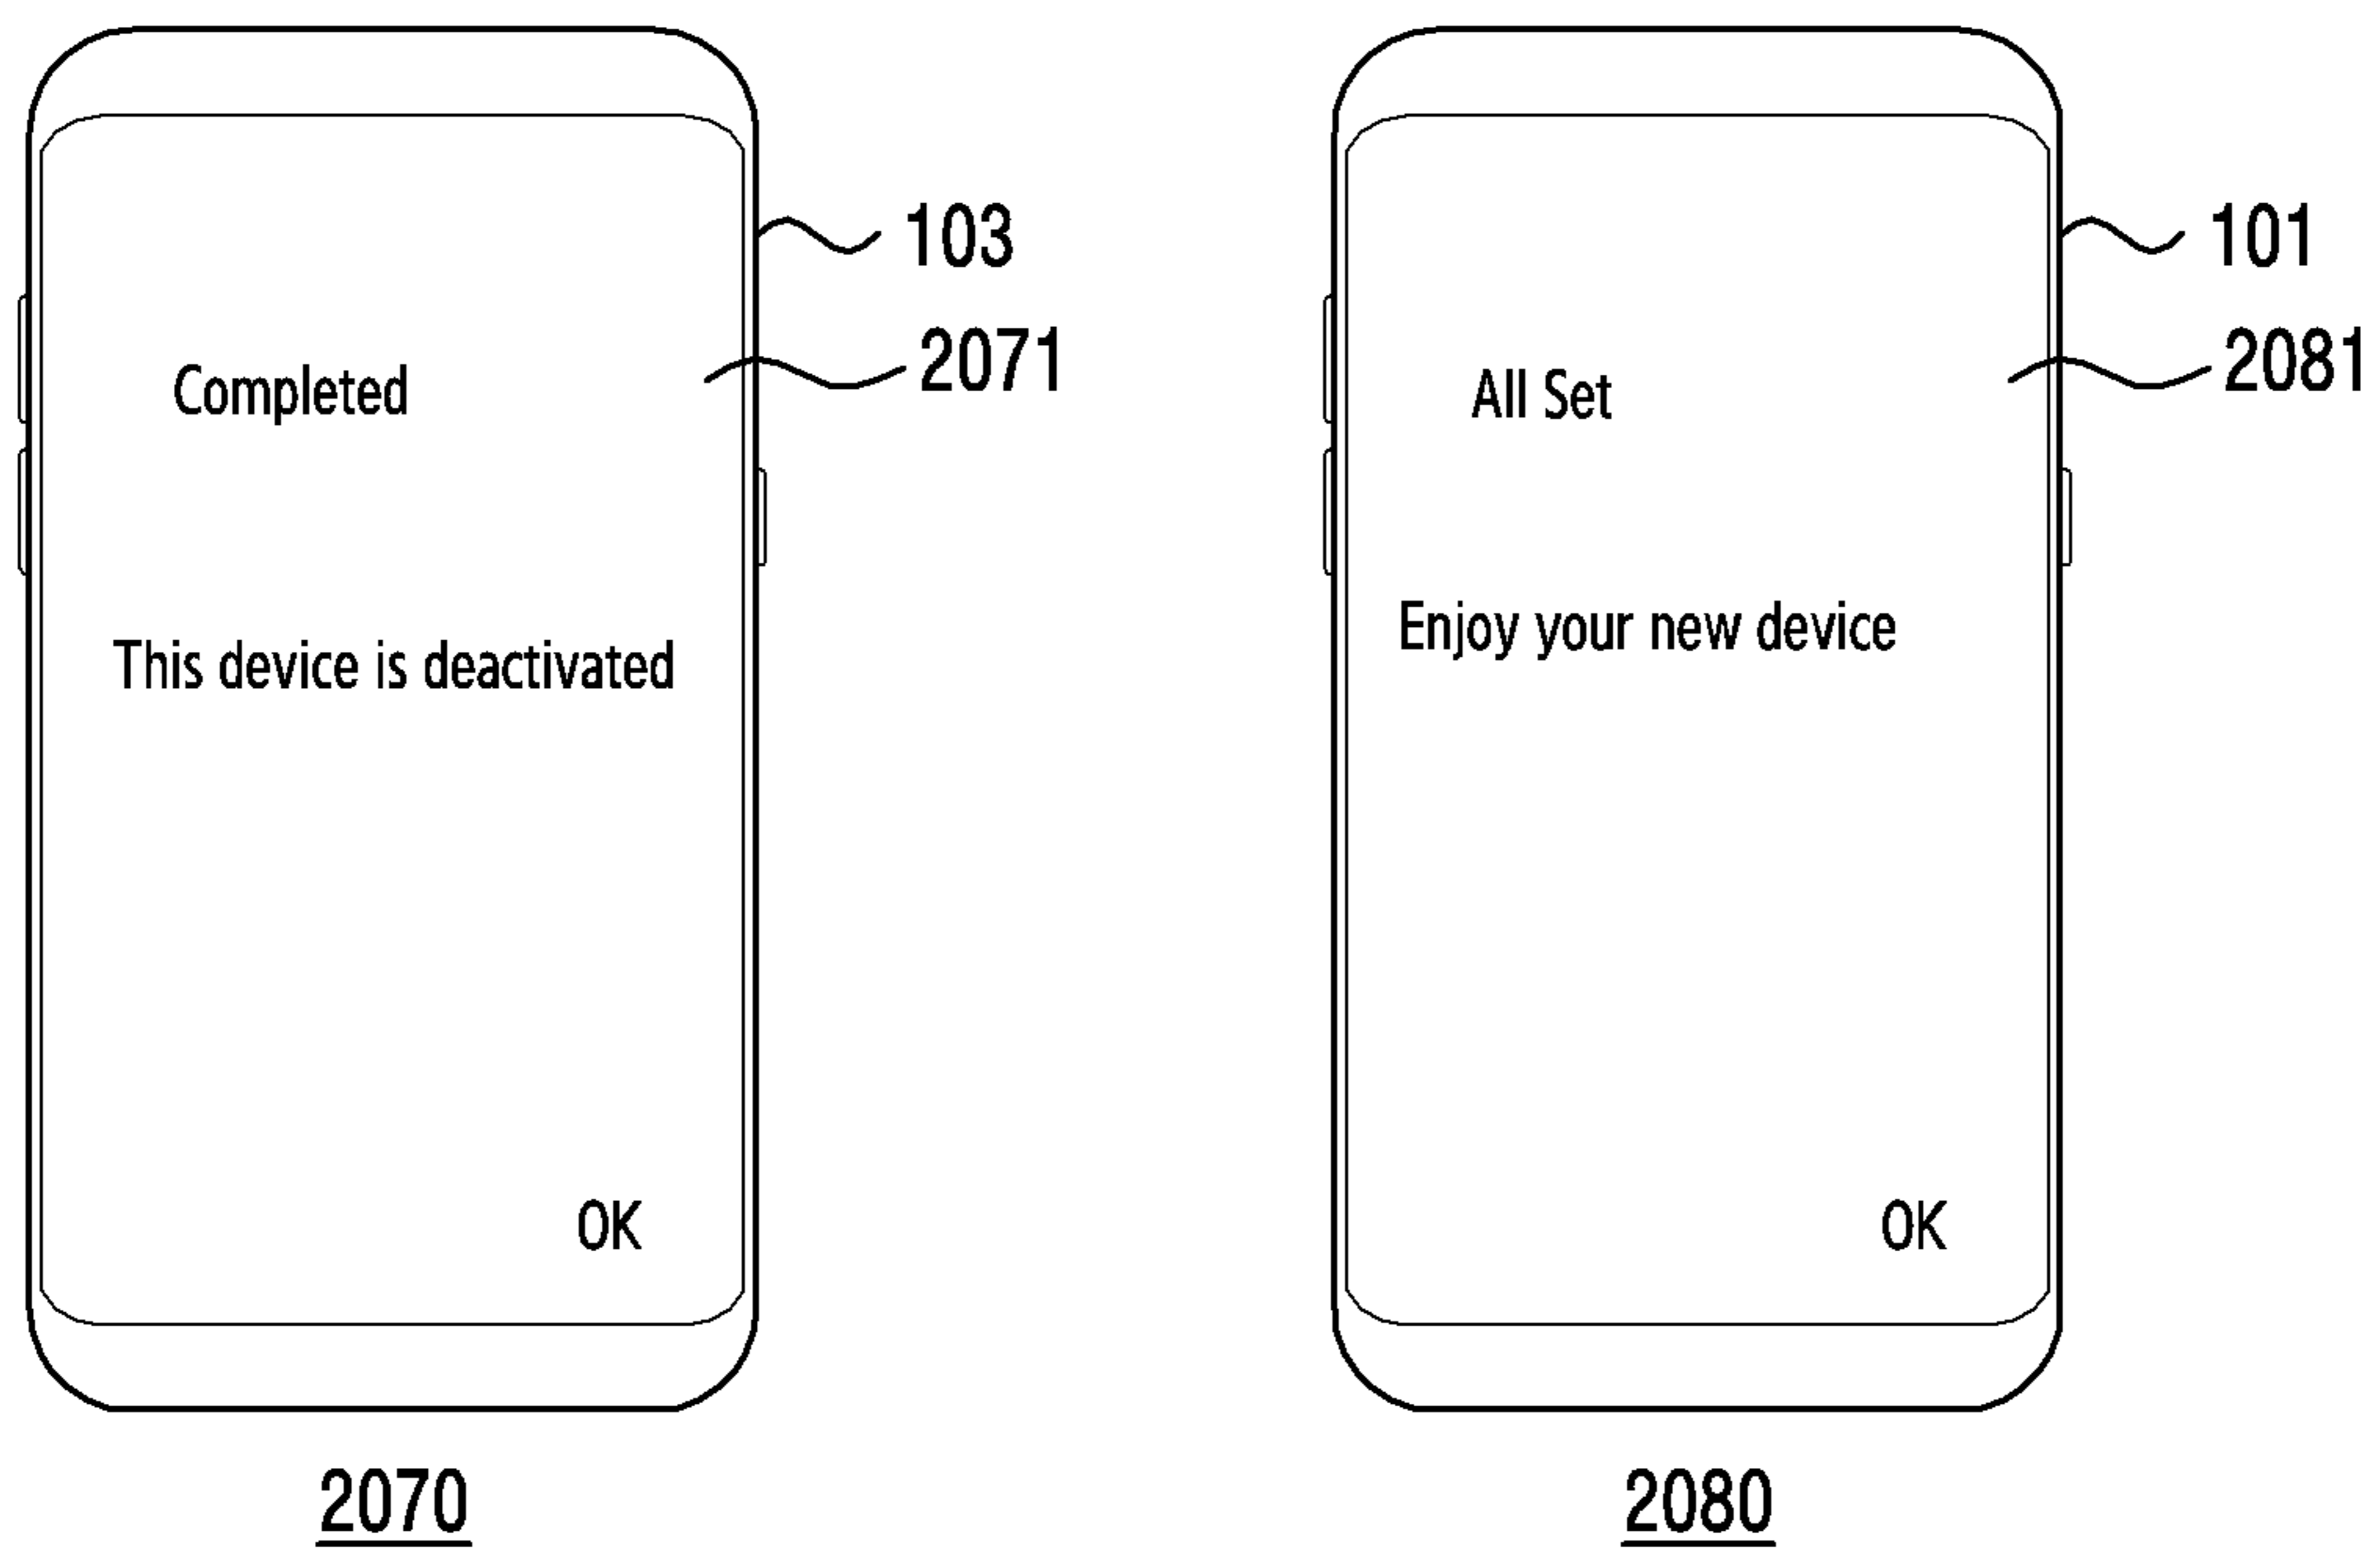 103
2071
Completed
This device is deactivated
OK
2070
101
2081
All Set
Enjoy your new device
OK
2080